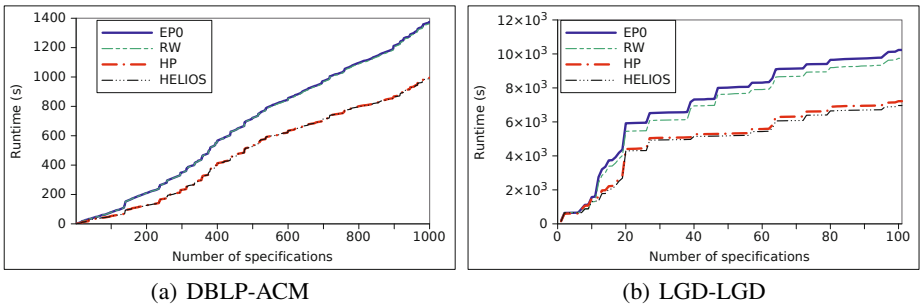 1400
1200
1000
800
600
400
200
0
Runtime (s)
EP0
RW
HP
HELIOS
200 400 600 800 1000
Number of specifications
(a) DBLP-ACM
12×10³
10×10³
8×10³
6×10³
4×10³
2×10³
0
Runtime (s)
EP0
RW
HP
HELIOS
0 20 40 60 80 100
Number of specifications
(b) LGD-LGD